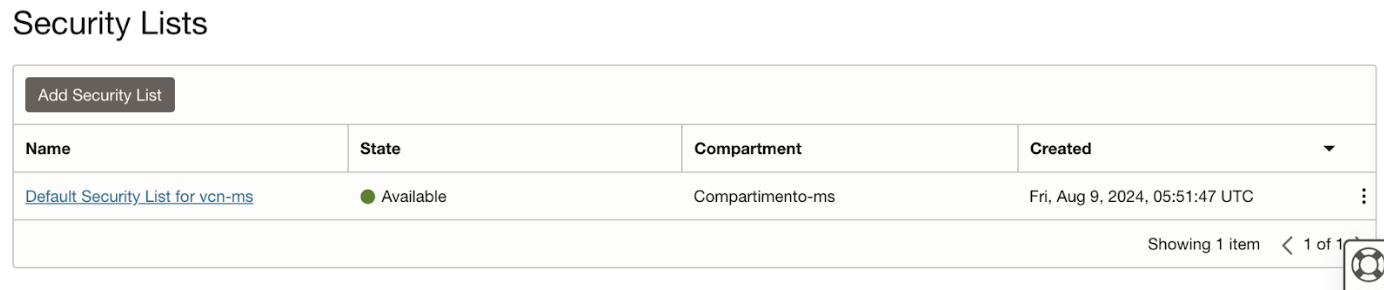 Security Lists
Add Security List
Name State Compartment Created
Default Security List for vcn-ms Available Compartimento-ms Fri, Aug 9, 2024, 05:51:47 UTC
Showing 1 item 1 of 1